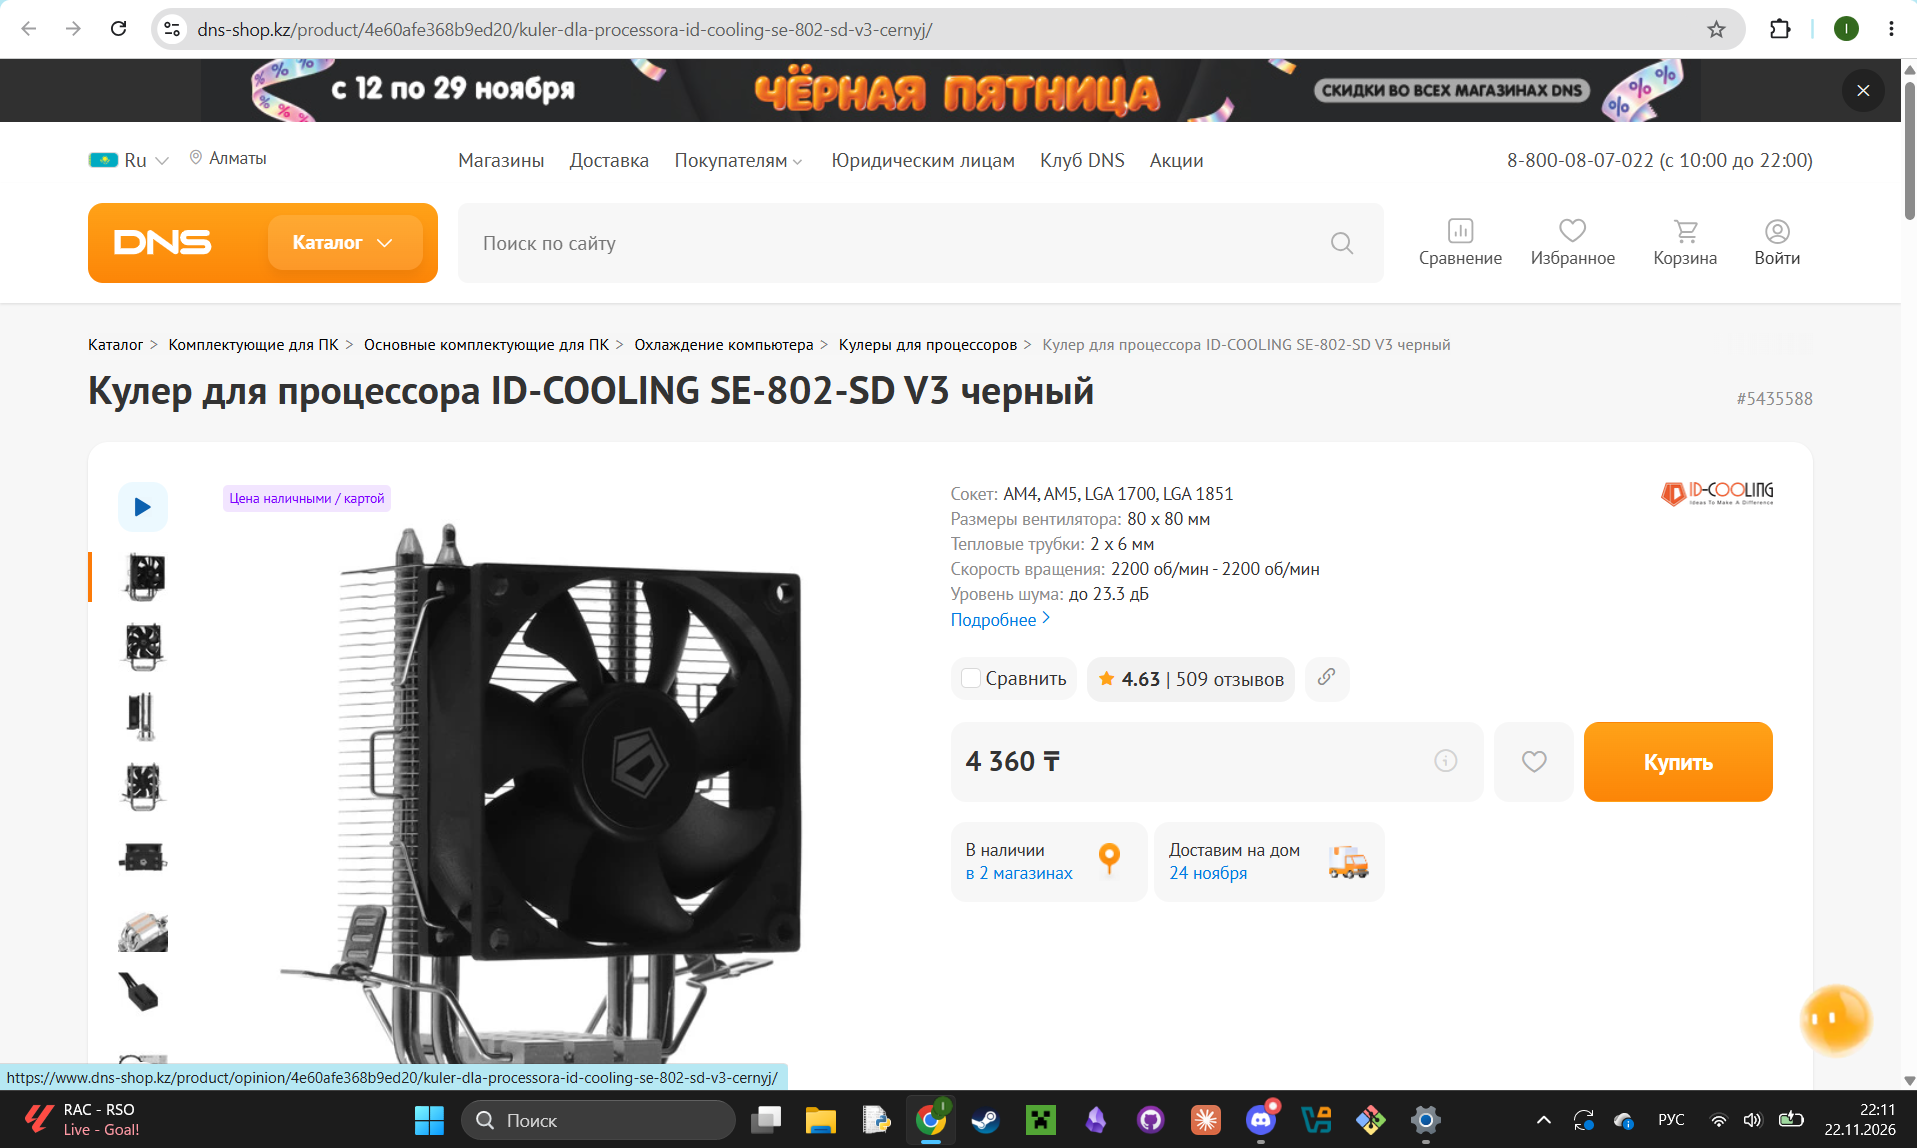 dns-shop.kz/product/4e60afe368b9ed20/kuler-dla-processora-id-cooling-se-802-sd-v3-cernyj/
I
с 12 по 29 ноября
ЧЁРНАЯ ПЯТНИЦА
СКИДКИ ВО ВСЕХ МАГАЗИНАХ DNS
Ru
Алматы
Магазины
Доставка
Покупателям
Юридическим лицам
Клуб DNS
Акции
8-800-08-07-022 (с 10:00 до 22:00)
DNS
Каталог
Поиск по сайту
Сравнение
Избранное
Корзина
Войти
Каталог > Комплектующие для ПК > Основные комплектующие для ПК > Охлаждение компьютера > Кулеры для процессоров > Кулер для процессора ID-COOLING SE-802-SD V3 черный
Кулер для процессора ID-COOLING SE-802-SD V3 черный
#5435588
Цена наличными / картой
Сокет: AM4, AM5, LGA 1700, LGA 1851
Размеры вентилятора: 80 x 80 мм
Тепловые трубки: 2 x 6 мм
Скорость вращения: 2200 об/мин - 2200 об/мин
Уровень шума: до 23.3 дБ
Подробнее
ID-COOLING
Ideas To Make A Difference
Сравнить
4.63 | 509 отзывов
4 360 ₸
Купить
В наличии
в 2 магазинах
Доставим на дом
24 ноября
https://www.dns-shop.kz/product/opinion/4e60afe368b9ed20/kuler-dla-processora-id-cooling-se-802-sd-v3-cernyj/
RAC - RSO
Live - Goal!
Поиск
РУС
22:11
22.11.2026